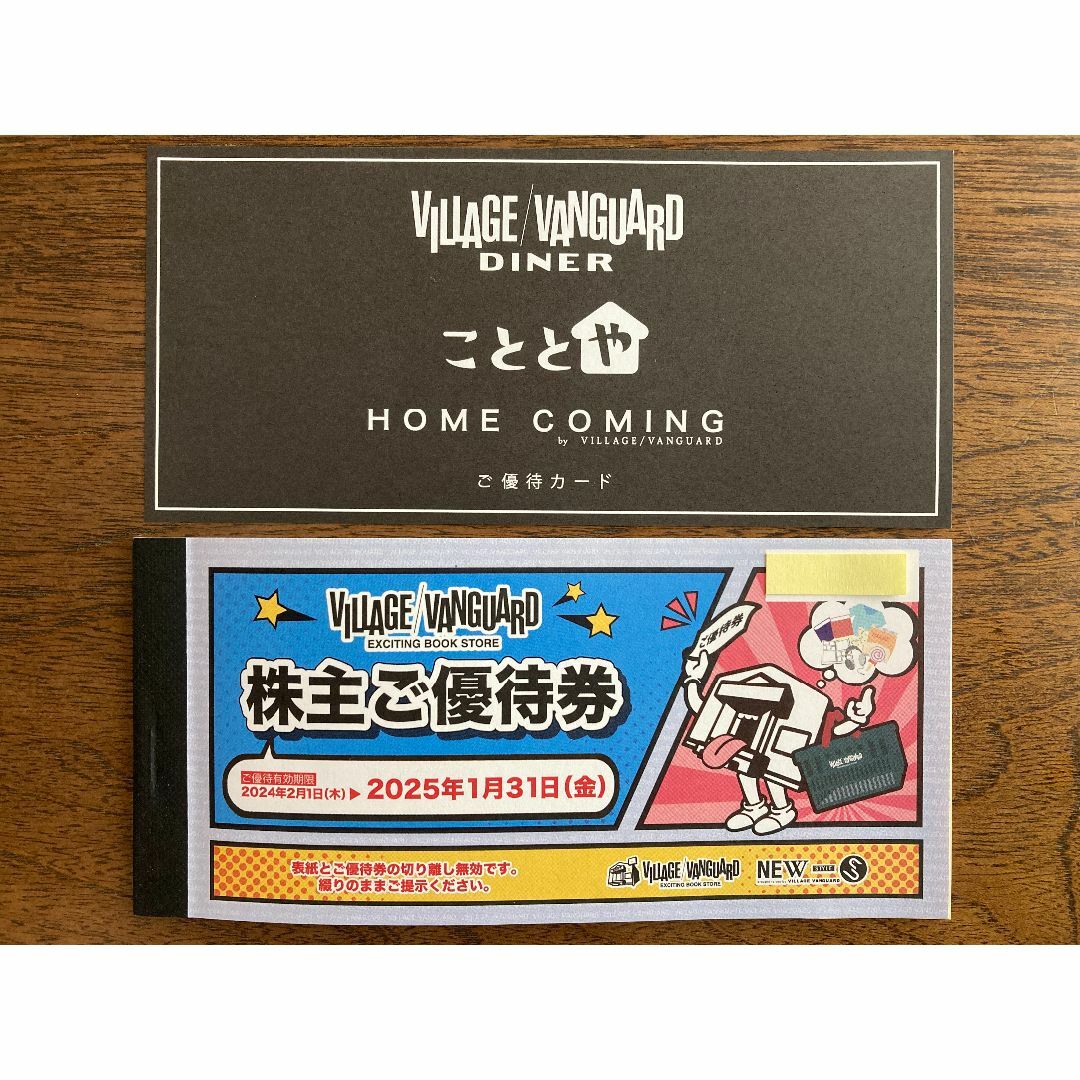 VILLAGE/VANGUARD
DINER
こととや
HOME COMING
by VILLAGE/VANGUARD
ご優待カード
VILLAGE/VANGUARD
EXCITING BOOK STORE
株主ご優待券
ご優待有効期限
2024年2月1日(木)▶2025年1月31日(金)
ご優待券
VILLAGE/VANGUARD
表紙とご優待券の切り離し無効です。
綴りのままご提示ください。
VILLAGE/VANGUARD
EXCITING BOOK STORE
NEW STYLE
VILLAGE VANGUARD
S